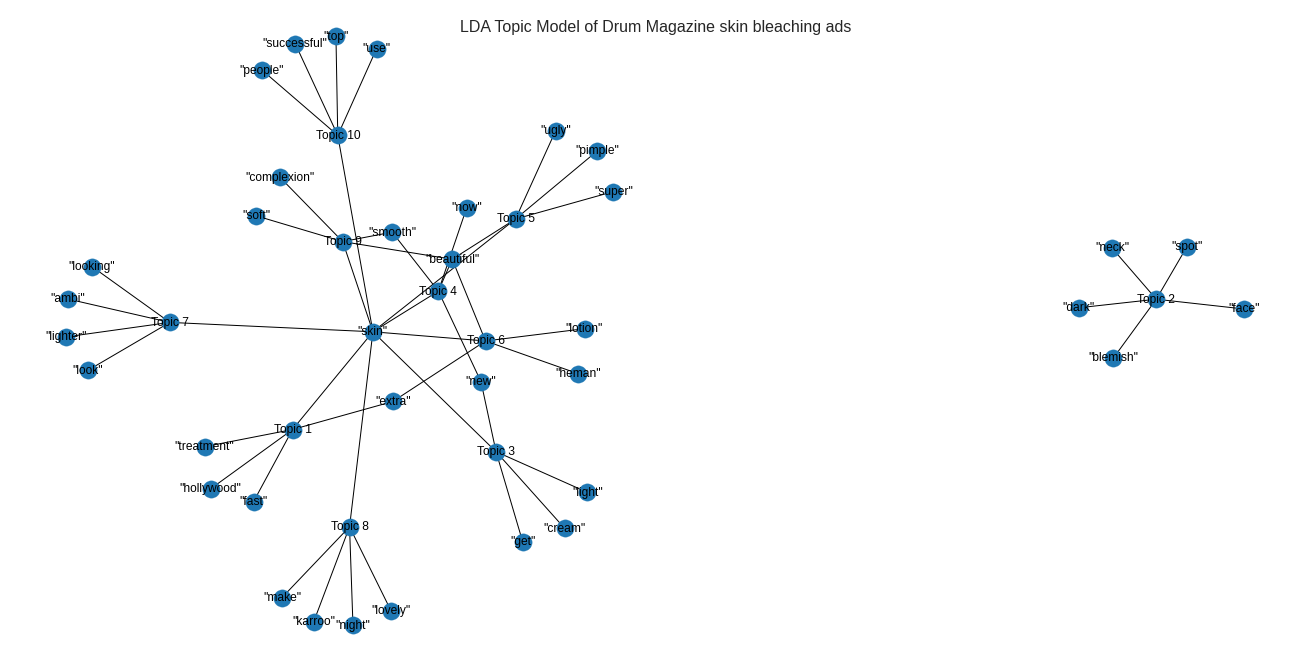 LDA Topic Model of Drum Magazine skin bleaching ads
"top"
"successful"
"use"
"people"
Topic 10
"ugly"
"pimple"
"complexion"
"super"
"now"
"soft"
Topic 5
"smooth"
Topic 9
"neck"
"spot"
"beautiful"
"looking"
Topic 4
"ambi"
Topic 2
"dark"
"face"
Topic 7
"lotion"
"skin"
"lighter"
Topic 6
"blemish"
"look"
"heman"
"new"
"extra"
Topic 1
"treatment"
Topic 3
"hollywood"
"light"
"fast"
Topic 8
"cream"
"get"
"make"
"lovely"
"karroo"
"night"